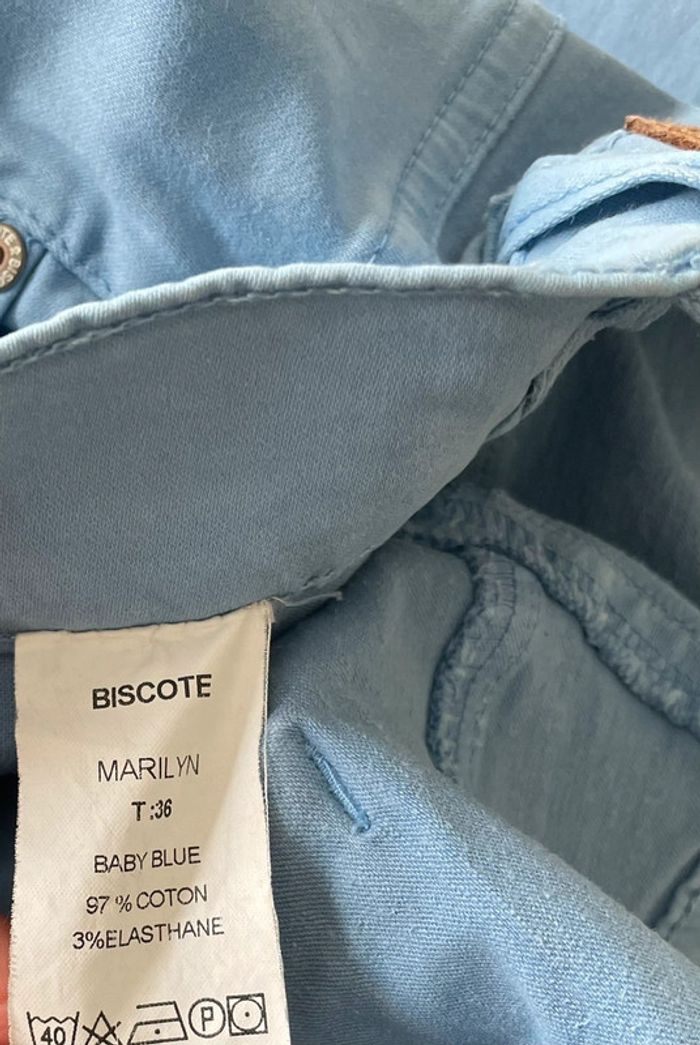 BISCOTE
MARILYN
T:36
BABY BLUE
97 % COTON
3%ELASTHANE
40 P